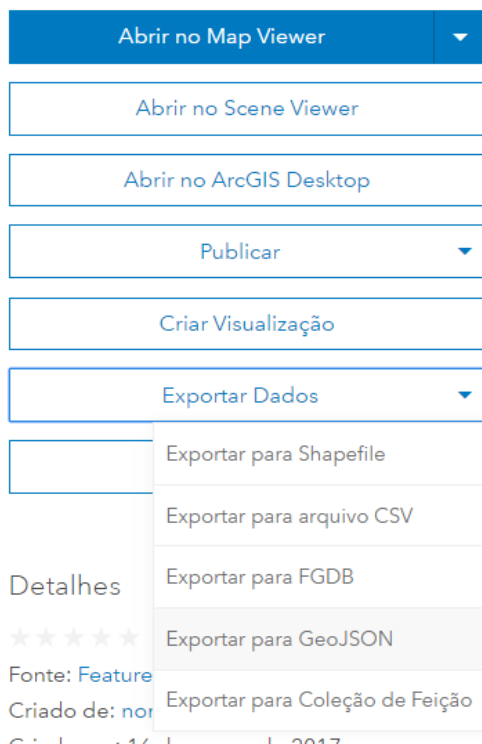 Abrir no Map Viewer
Abrir no Scene Viewer
Abrir no ArcGIS Desktop
Publicar
Criar Visualização
Exportar Dados
Exportar para Shapefile
Exportar para arquivo CSV
Exportar para FGDB
Exportar para GeoJSON
Exportar para Coleção de Feição
Detalhes
Fonte: Feature
Criado de:
2017